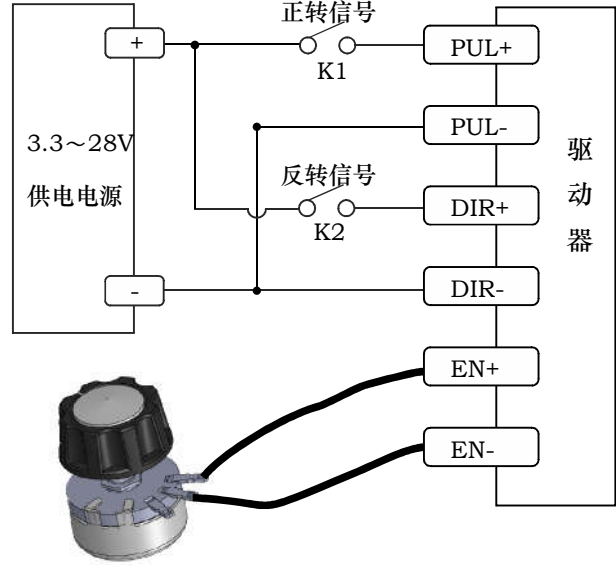 正转信号
+
PUL+
K1
PUL-
3.3～28V
驱
反转信号
供电电源
动
DIR+
K2
器
-
DIR-
EN+
EN-